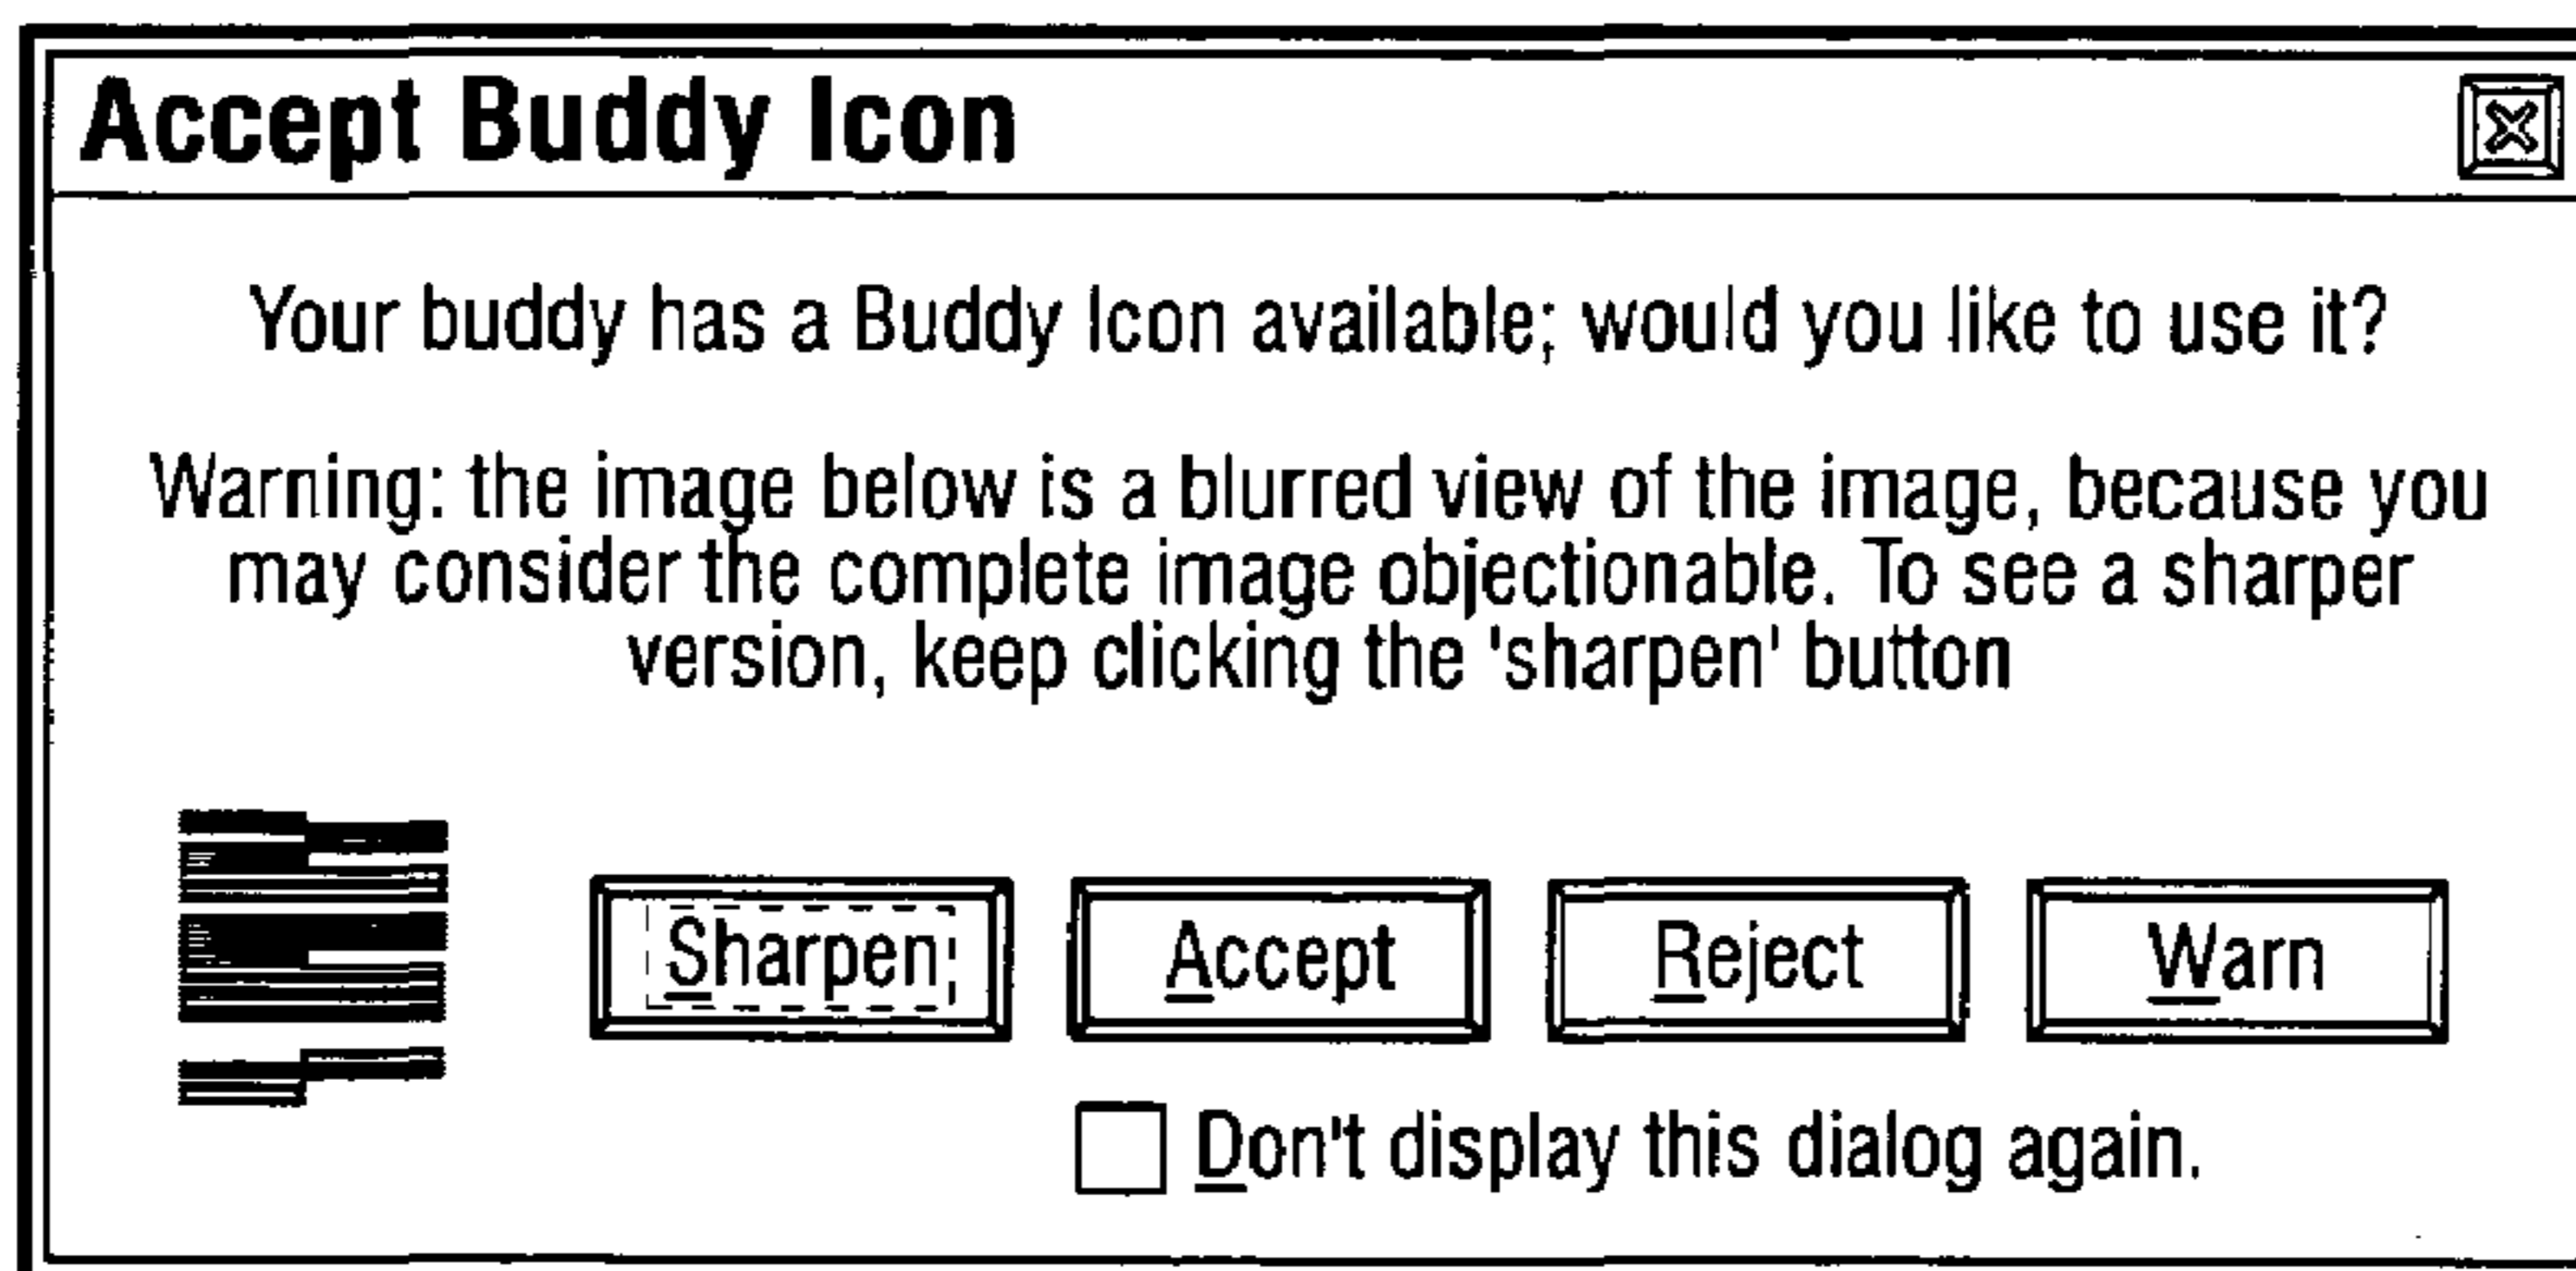 Accept Buddy Icon
Your buddy has a Buddy Icon available; would you like to use it?
Warning: the image below is a blurred view of the image, because you
may consider the complete image objectionable. To see a sharper
version, keep clicking the 'sharpen' button
Sharpen Accept Reject Warn
Don't display this dialog again.